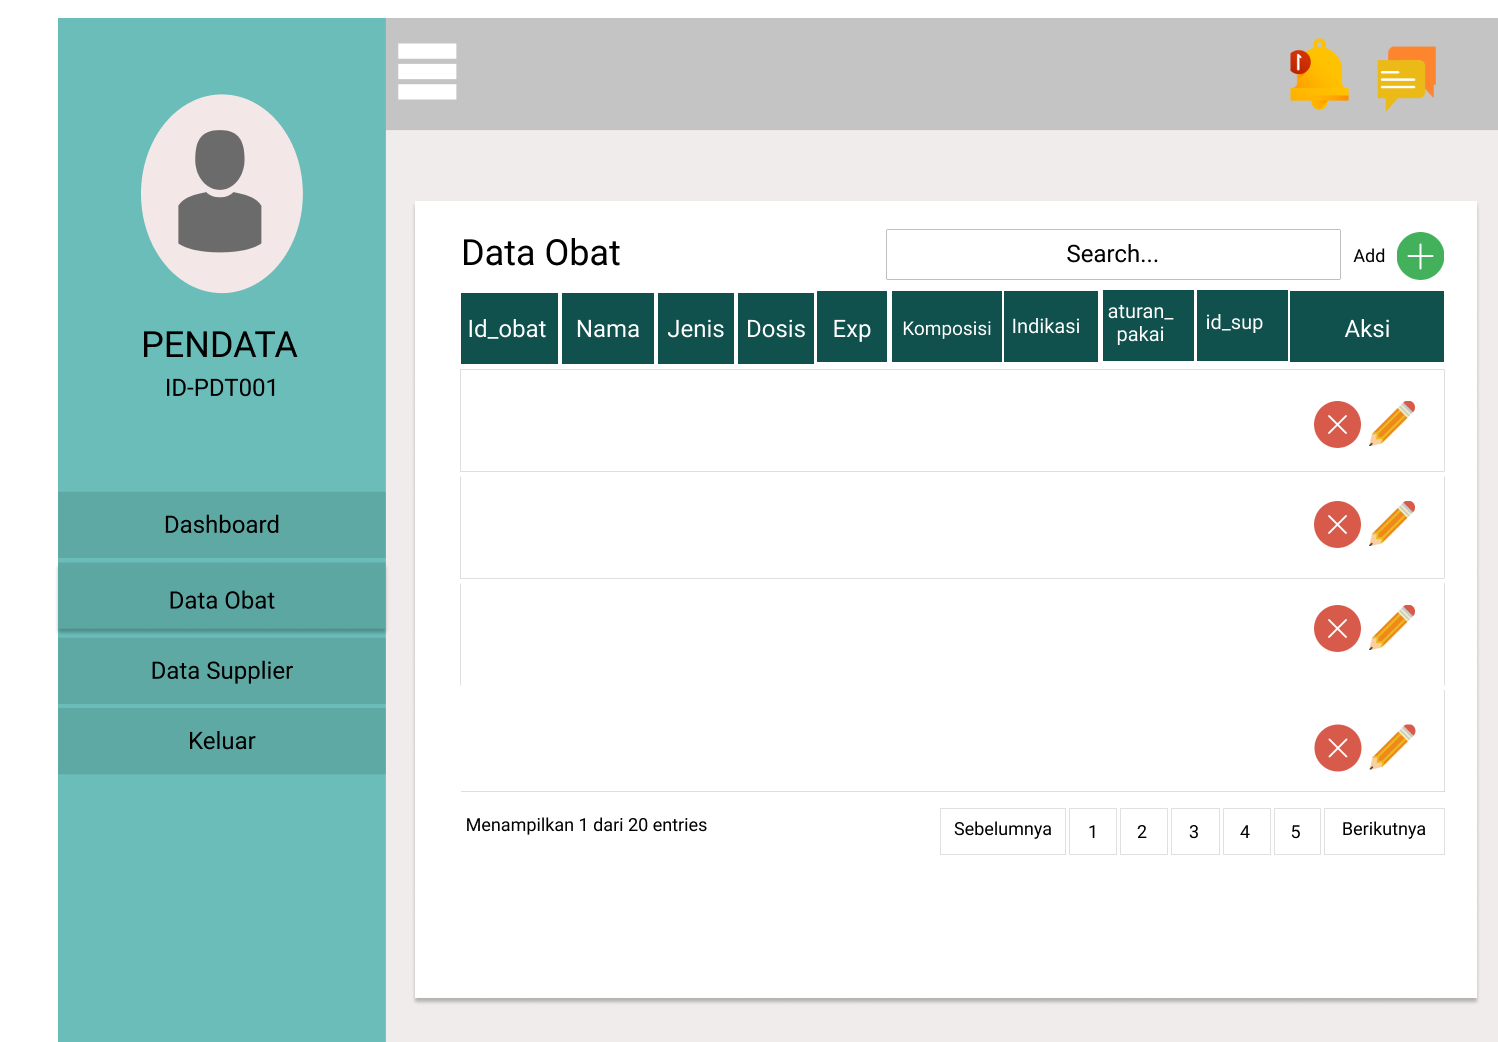 1
PENDATA
ID-PDT001
Dashboard
Data Obat
Data Supplier
Keluar
Data Obat
Search...
Add
Id_obat
Nama
Jenis
Dosis
Exp
Komposisi
Indikasi
aturan_
pakai
id_sup
Aksi
Menampilkan 1 dari 20 entries
Sebelumnya
1
2
3
4
5
Berikutnya